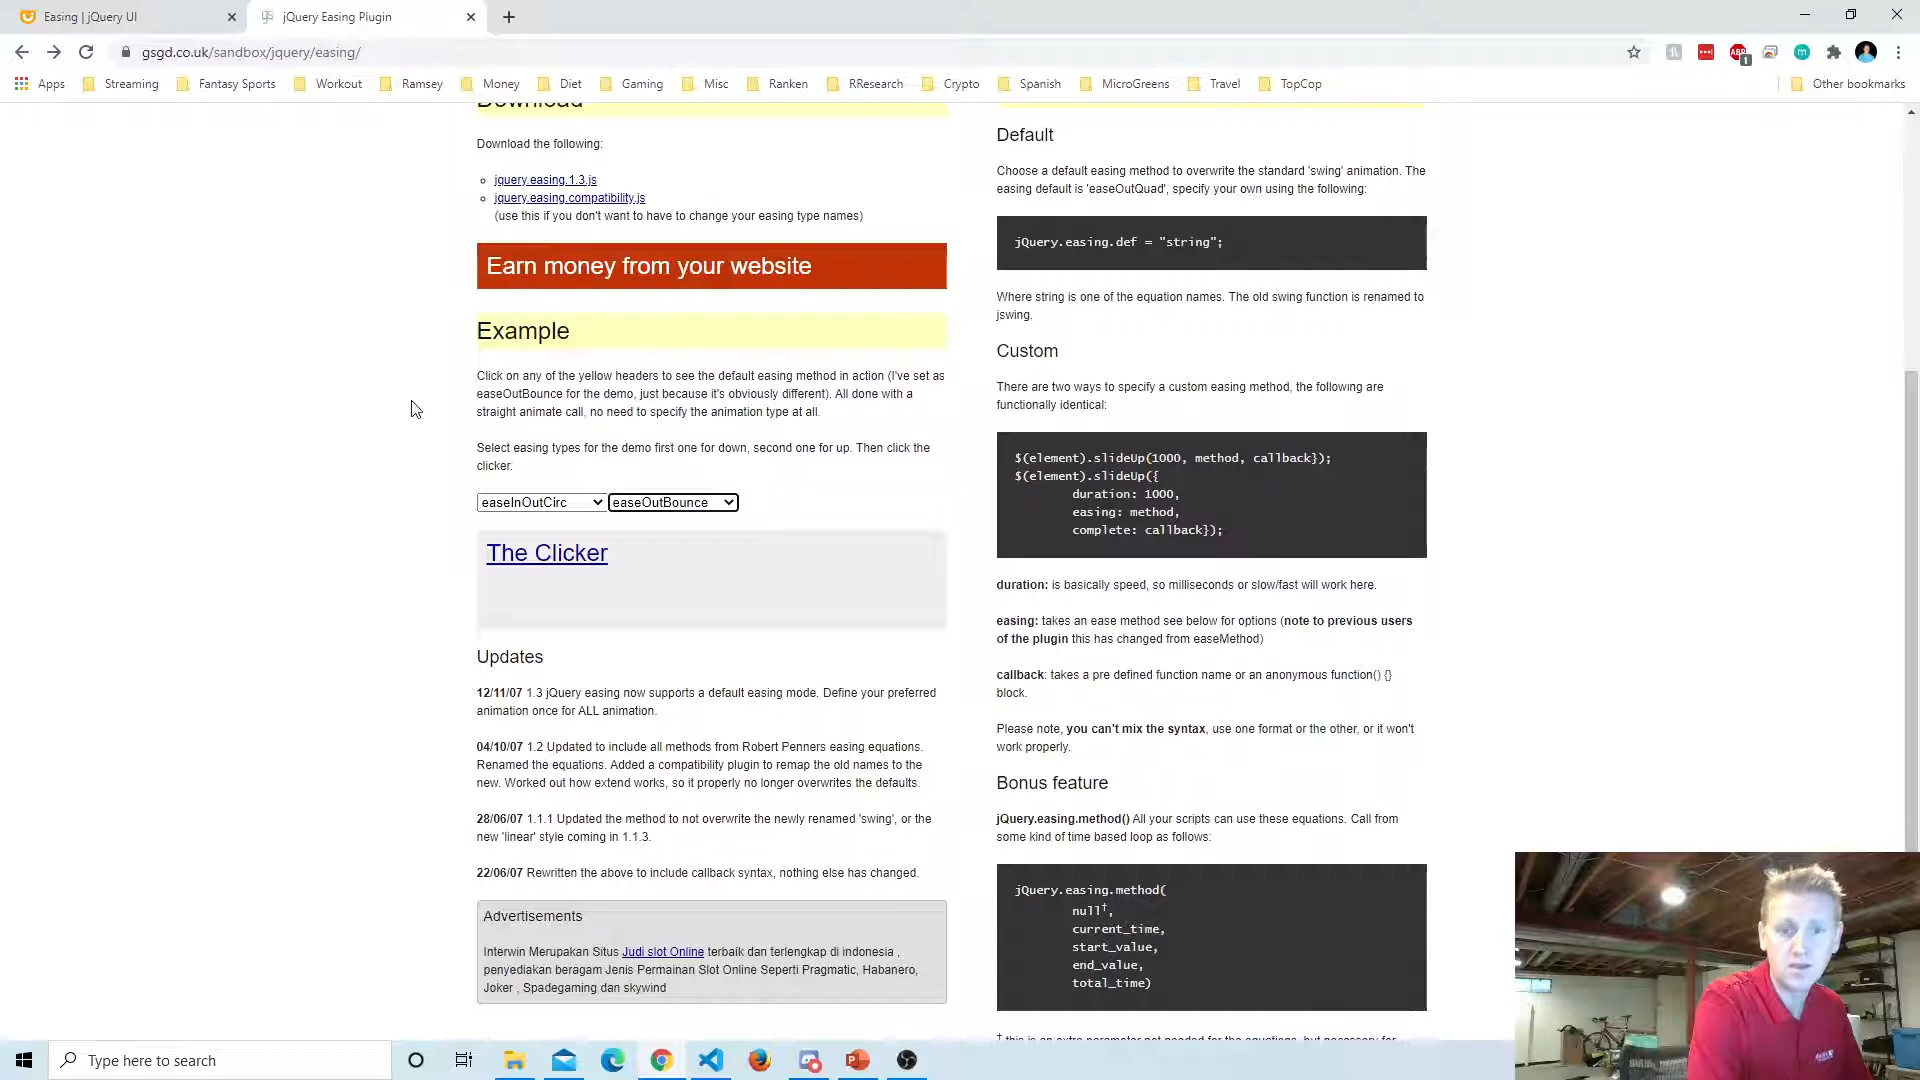 Easing | jQuery UI
jQuery Easing Plugin
gsgd.co.uk/sandbox/jquery/easing/
ABP
1
m
Apps
Streaming
Fantasy Sports
Workout
Ramsey
Money
Diet
Gaming
Misc
Ranken
RResearch
Crypto
Spanish
MicroGreens
Travel
TopCop
Other bookmarks
Download
Download the following:
jquery.easing.1.3.js
jquery.easing.compatibility.js
(use this if you don't want to have to change your easing type names)
Earn money from your website
Example
Click on any of the yellow headers to see the default easing method in action (I've set as
easeOutBounce for the demo, just because it's obviously different). All done with a
straight animate call, no need to specify the animation type at all.
Select easing types for the demo first one for down, second one for up. Then click the
clicker.
easeInOutCirc
easeOutBounce
The Clicker
Updates
12/11/07 1.3 jQuery easing now supports a default easing mode. Define your preferred
animation once for ALL animation.
04/10/07 1.2 Updated to include all methods from Robert Penners easing equations.
Renamed the equations. Added a compatibility plugin to remap the old names to the
new. Worked out how extend works, so it properly no longer overwrites the defaults.
28/06/07 1.1.1 Updated the method to not overwrite the newly renamed 'swing', or the
new 'linear' style coming in 1.1.3.
22/06/07 Rewritten the above to include callback syntax, nothing else has changed.
Advertisements
Interwin Merupakan Situs Judi slot Online terbaik dan terlengkap di indonesia ,
penyediakan beragam Jenis Permainan Slot Online Seperti Pragmatic, Habanero,
Joker , Spadegaming dan skywind
Default
Choose a default easing method to overwrite the standard 'swing' animation. The
easing default is 'easeOutQuad', specify your own using the following:
jQuery.easing.def = "string";
Where string is one of the equation names. The old swing function is renamed to
jswing.
Custom
There are two ways to specify a custom easing method, the following are
functionally identical:
$(element).slideUp(1000, method, callback});
$(element).slideUp({
duration: 1000,
easing: method,
complete: callback});
duration: is basically speed, so milliseconds or slow/fast will work here.
easing: takes an ease method see below for options (note to previous users
of the plugin this has changed from easeMethod)
callback: takes a pre defined function name or an anonymous function() {}
block.
Please note, you can't mix the syntax, use one format or the other, or it won't
work properly.
Bonus feature
jQuery.easing.method() All your scripts can use these equations. Call from
some kind of time based loop as follows:
jQuery.easing.method(
null†,
current_time,
start_value,
end_value,
total_time)
† this is an extra parameter not needed for the equations, but necessary for
Type here to search